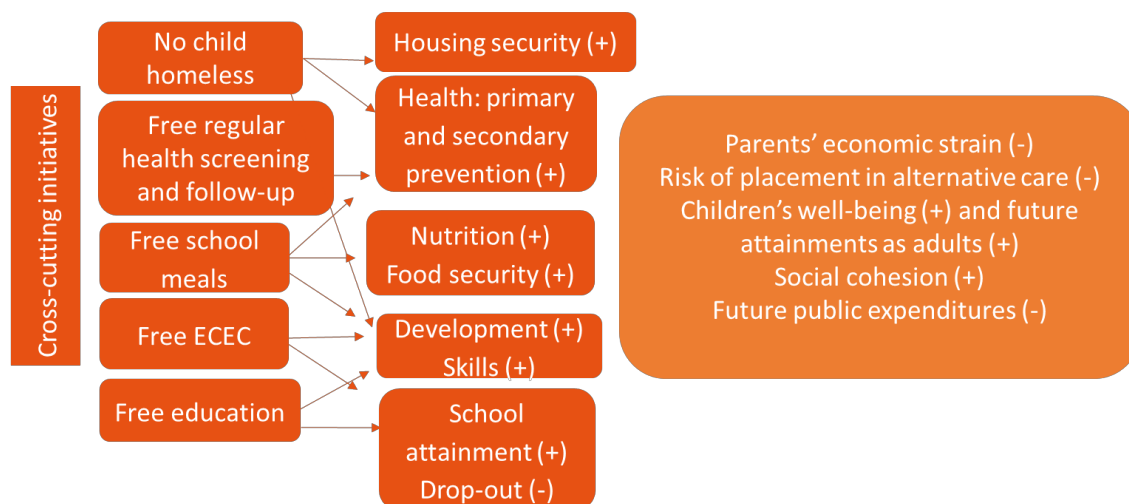 Cross-cutting initiatives
No child
homeless
Free regular
health screening
and follow-up
Free school
meals
Free ECEC
Free education
Housing security (+)
Health: primary
and secondary
prevention (+)
Nutrition (+)
Food security (+)
Development (+)
Skills (+)
School
attainment (+)
Drop-out (-)
Parents’ economic strain (-)
Risk of placement in alternative care (-)
Children’s well-being (+) and future
attainments as adults (+)
Social cohesion (+)
Future public expenditures (-)